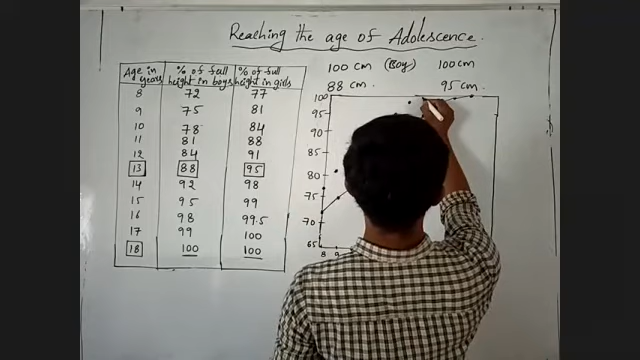 Reaching the age of Adolescence.
100 cm (Boy) 100cm
88 cm. 95 cm.
Age in years % of full height in boys % of full height in girls
8 72 77
9 75 81
10 78 84
11 81 88
12 84 91
13 88 95
14 92 98
15 95 99
16 98 99.5
17 99 100
18 100 100
100
95
90
85
80
75
70
65
8 9